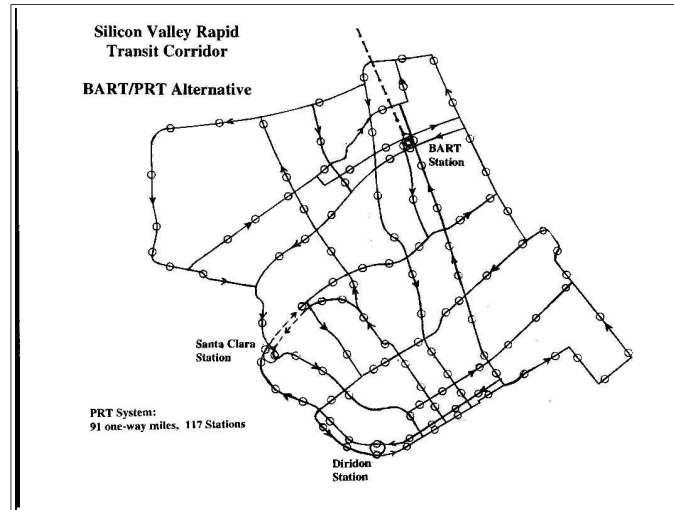 Silicon Valley Rapid
Transit Corridor
BART/PRT Alternative
BART
Station
Santa Clara
Station
PRT System:
91 one-way miles, 117 Stations
Diridon
Station